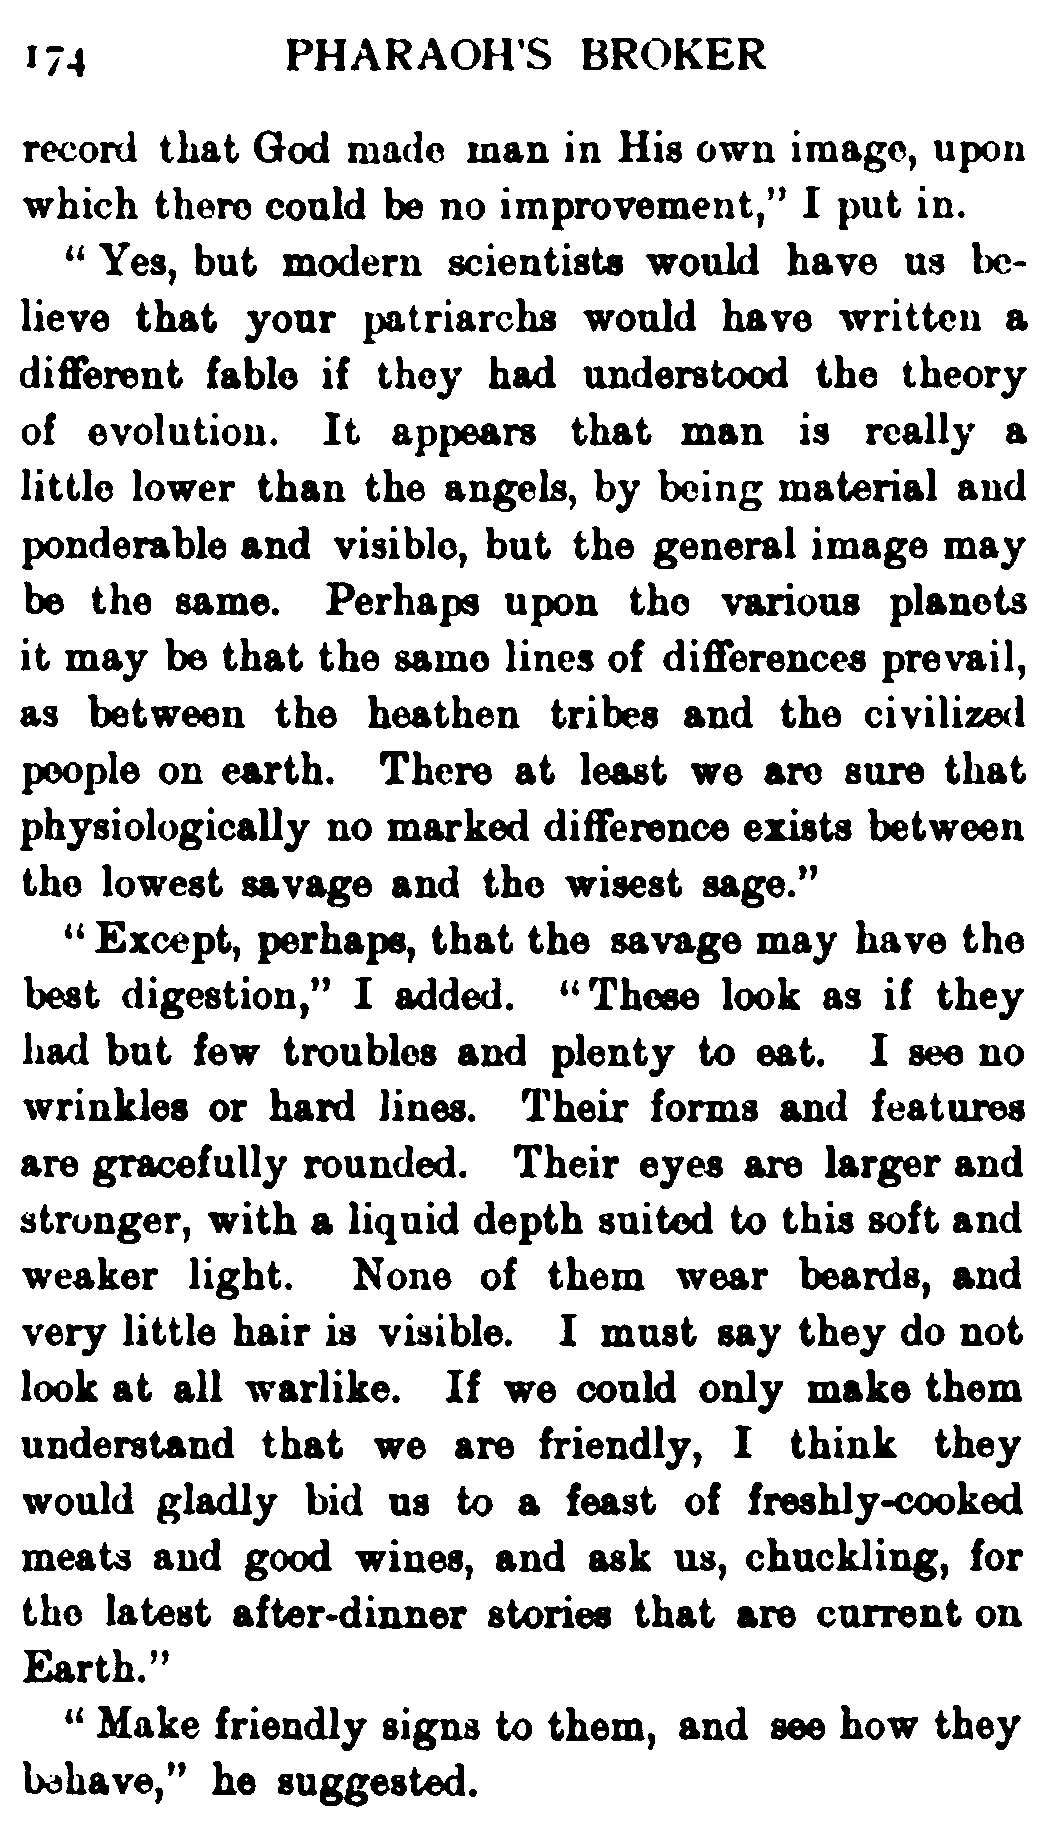 174 PHARAOH'S BROKER
record that God made man in His own image, upon
which there could be no improvement," I put in.
"Yes, but modern scientists would have us be-
lieve that your patriarchs would have written a
different fable if they had understood the theory
of evolution. It appears that man is really a
little lower than the angels, by being material and
ponderable and visible, but the general image may
be the same. Perhaps upon the various planets
it may be that the same lines of differences prevail,
as between the heathen tribes and the civilized
people on earth. There at least we are sure that
physiologically no marked difference exists between
the lowest savage and the wisest sage."
"Except, perhaps, that the savage may have the
best digestion," I added. "These look as if they
had but few troubles and plenty to eat. I see no
wrinkles or hard lines. Their forms and features
are gracefully rounded. Their eyes are larger and
stronger, with a liquid depth suited to this soft and
weaker light. None of them wear beards, and
very little hair is visible. I must say they do not
look at all warlike. If we could only make them
understand that we are friendly, I think they
would gladly bid us to a feast of freshly-cooked
meats and good wines, and ask us, chuckling, for
the latest after-dinner stories that are current on
Earth."
"Make friendly signs to them, and see how they
behave," he suggested.